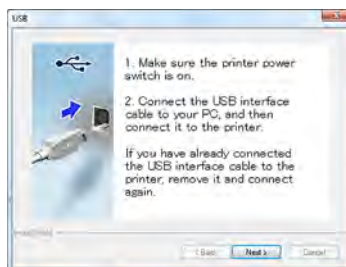 USB
1. Make sure the printer power
switch is on.
2. Connect the USB interface
cable to your PC, and then
connect it to the printer.
If you have already connected
the USB interface cable to the
printer, remove it and connect
again.
Next >
Cancel